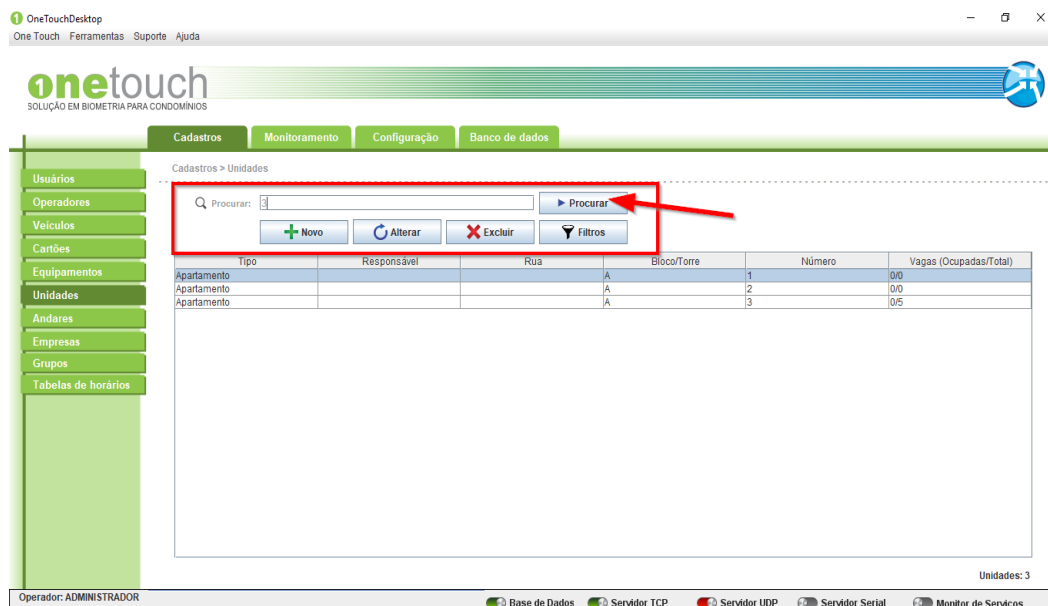 OneTouchDesktop
One Touch Ferramentas Suporte Ajuda
onetouch
SOLUÇÃO EM BIOMETRIA PARA CONDOMÍNIOS
Cadastros Monitoramento Configuração Banco de dados
Cadastros > Unidades
Usuários
Operadores
Veículos
Cartões
Equipamentos
Unidades
Andares
Empresas
Grupos
Tabelas de horários
Procurar: 3 Procurar
Novo Alterar Excluir Filtros
Tipo Responsável Rua Bloco/Torre Número Vagas (Ocupadas/Total)
Apartamento A 1 0/0
Apartamento A 2 0/0
Apartamento A 3 0/5
Unidades: 3
Operador: ADMINISTRADOR
Base de Dados Servidor TCP Servidor UDP Servidor Serial Monitor de Serviços